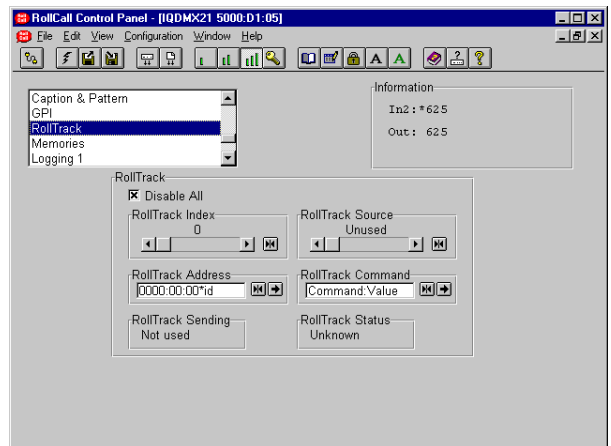 RollCall Control Panel - [IQDMX21 5000:D1:05]
File Edit View Configuration Window Help
A A
Caption & Pattern
GPI
RollTrack
Memories
Logging 1
Information
In2:*625
Out: 625
RollTrack
Disable All
RollTrack Index
0
RollTrack Source
Unused
RollTrack Address
0000:00:00*id
RollTrack Command
Command:Value
RollTrack Sending
Not used
RollTrack Status
Unknown